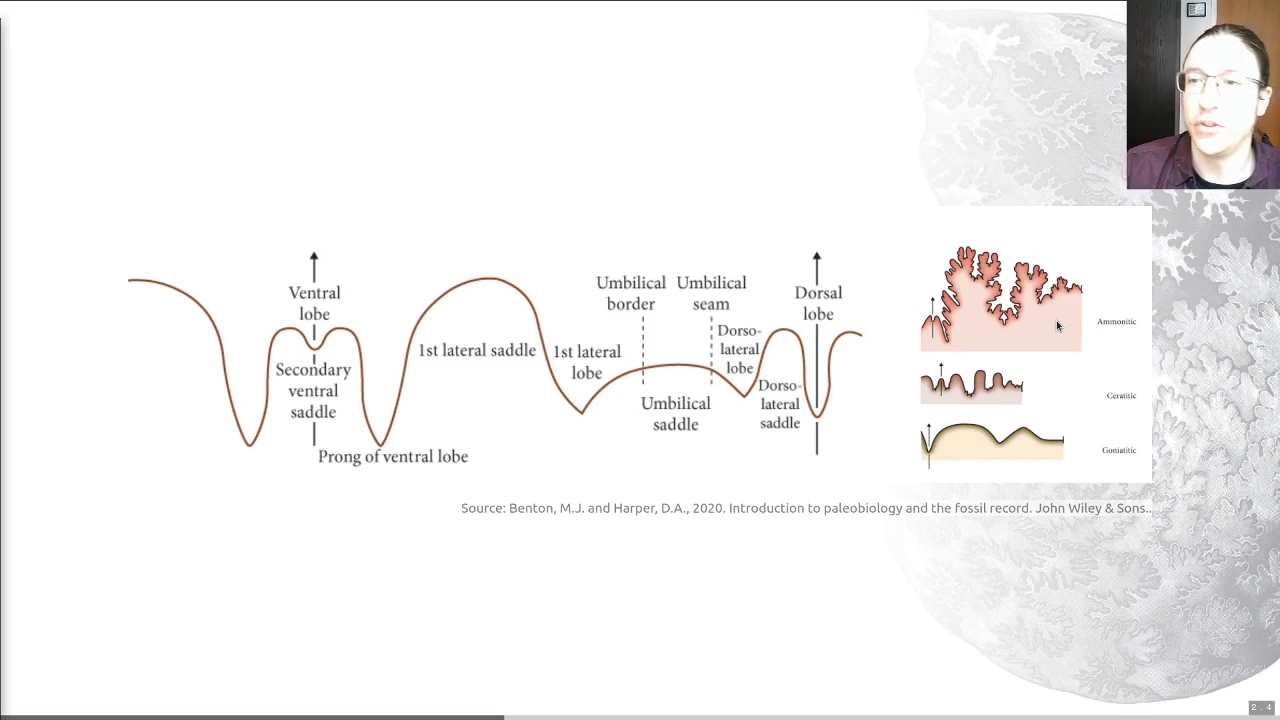 Ventral
lobe
Secondary
ventral
saddle
Prong of ventral lobe
1st lateral saddle
1st lateral
lobe
Umbilical
border
Umbilical
seam
Umbilical
saddle
Dorso-
lateral
lobe
Dorso-
lateral
saddle
Dorsal
lobe
Ammonitic
Ceratitic
Goniatitic
Source: Benton, M.J. and Harper, D.A., 2020. Introduction to paleobiology and the fossil record. John Wiley & Sons..
2 . 4